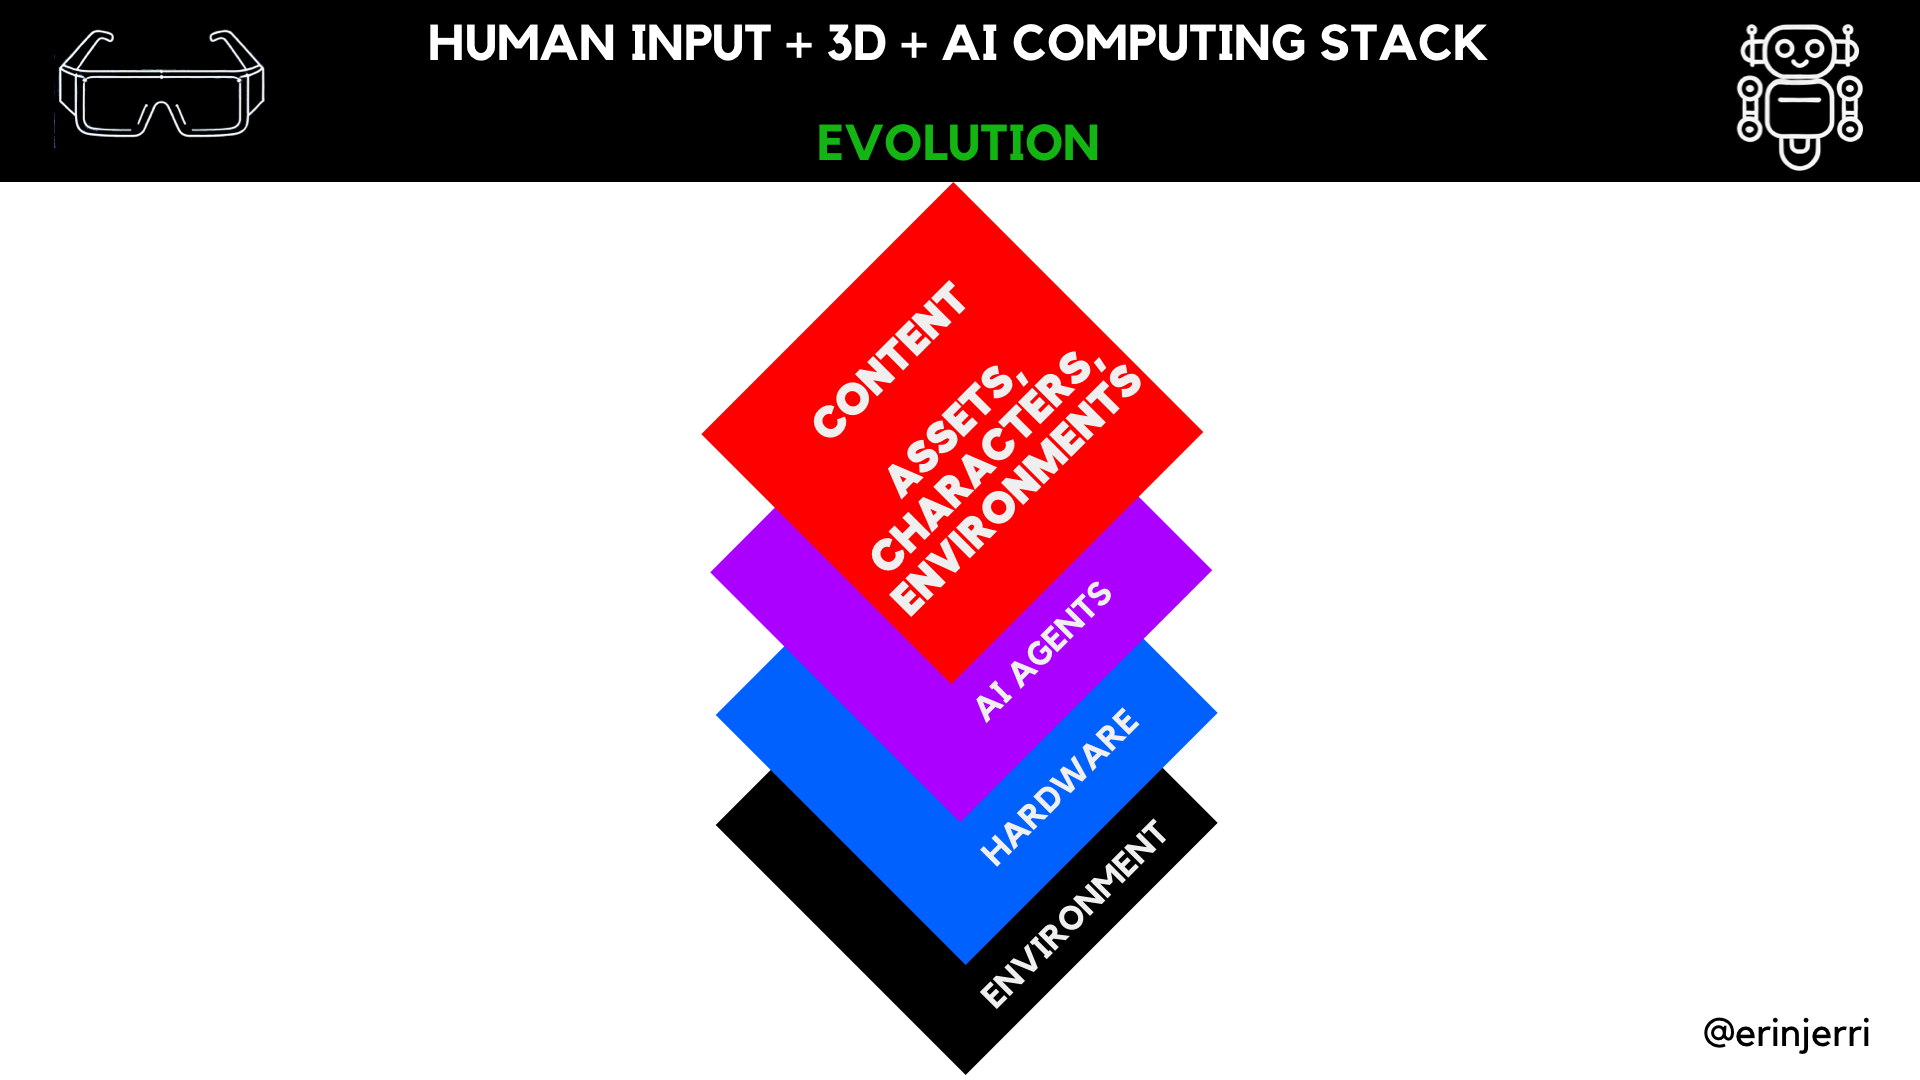 HUMAN INPUT + 3D + AI COMPUTING STACK
EVOLUTION
CONTENT
ASSETS,
CHARACTERS,
ENVIRONMENTS
AI AGENTS
HARDWARE
ENVIRONMENT
@erinjerri